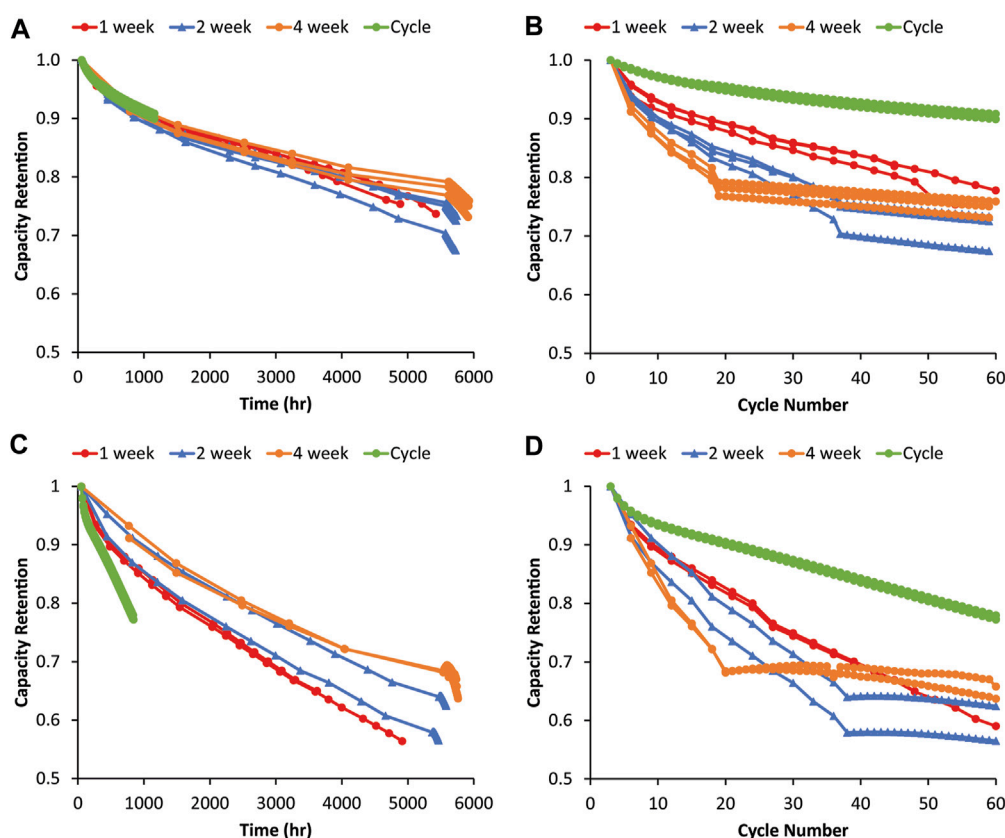 A
1 week 2 week 4 week Cycle
1.0
0.9
0.8
0.7
0.6
0.5
Capacity Retention
0 1000 2000 3000 4000 5000 6000
Time (hr)
B
1 week 2 week 4 week Cycle
1.0
0.9
0.8
0.7
0.6
0.5
Capacity Retention
0 10 20 30 40 50 60
Cycle Number
C
1 week 2 week 4 week Cycle
1
0.9
0.8
0.7
0.6
0.5
Capacity Retention
0 1000 2000 3000 4000 5000 6000
Time (hr)
D
1 week 2 week 4 week Cycle
1
0.9
0.8
0.7
0.6
0.5
Capacity Retention
0 10 20 30 40 50 60
Cycle Number